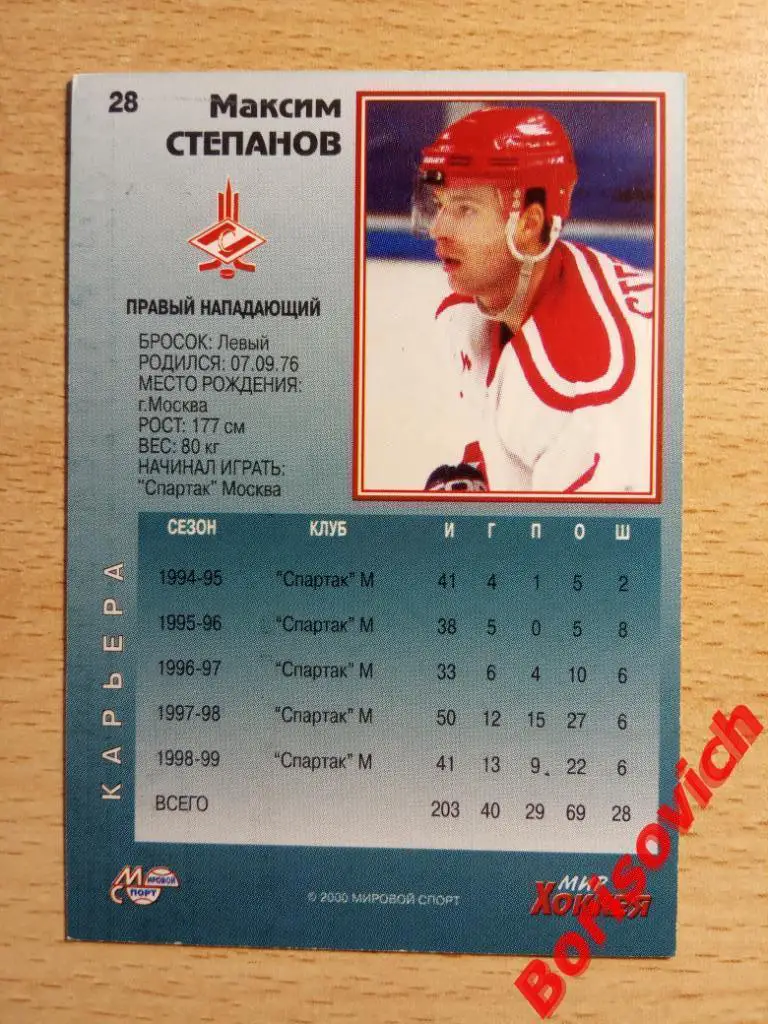 28
Максим
СТЕПАНОВ
ПРАВЫЙ НАПАДАЮЩИЙ
БРОСОК: Левый
РОДИЛСЯ: 07.09.76
МЕСТО РОЖДЕНИЯ:
г.Москва
РОСТ: 177 см
ВЕС: 80 кг
НАЧИНАЛ ИГРАТЬ:
"Спартак" Москва
КАРЬЕРА
СЕЗОН КЛУБ И Г П О Ш
1994-95 "Спартак" М 41 4 1 5 2
1995-96 "Спартак" М 38 5 0 5 8
1996-97 "Спартак" М 33 6 4 10 6
1997-98 "Спартак" М 50 12 15 27 6
1998-99 "Спартак" М 41 13 9 22 6
ВСЕГО 203 40 29 69 28
МИРОВОЙ
СПОРТ
© 2000 МИРОВОЙ СПОРТ
МИР
ХОККЕЯ
Borisovich